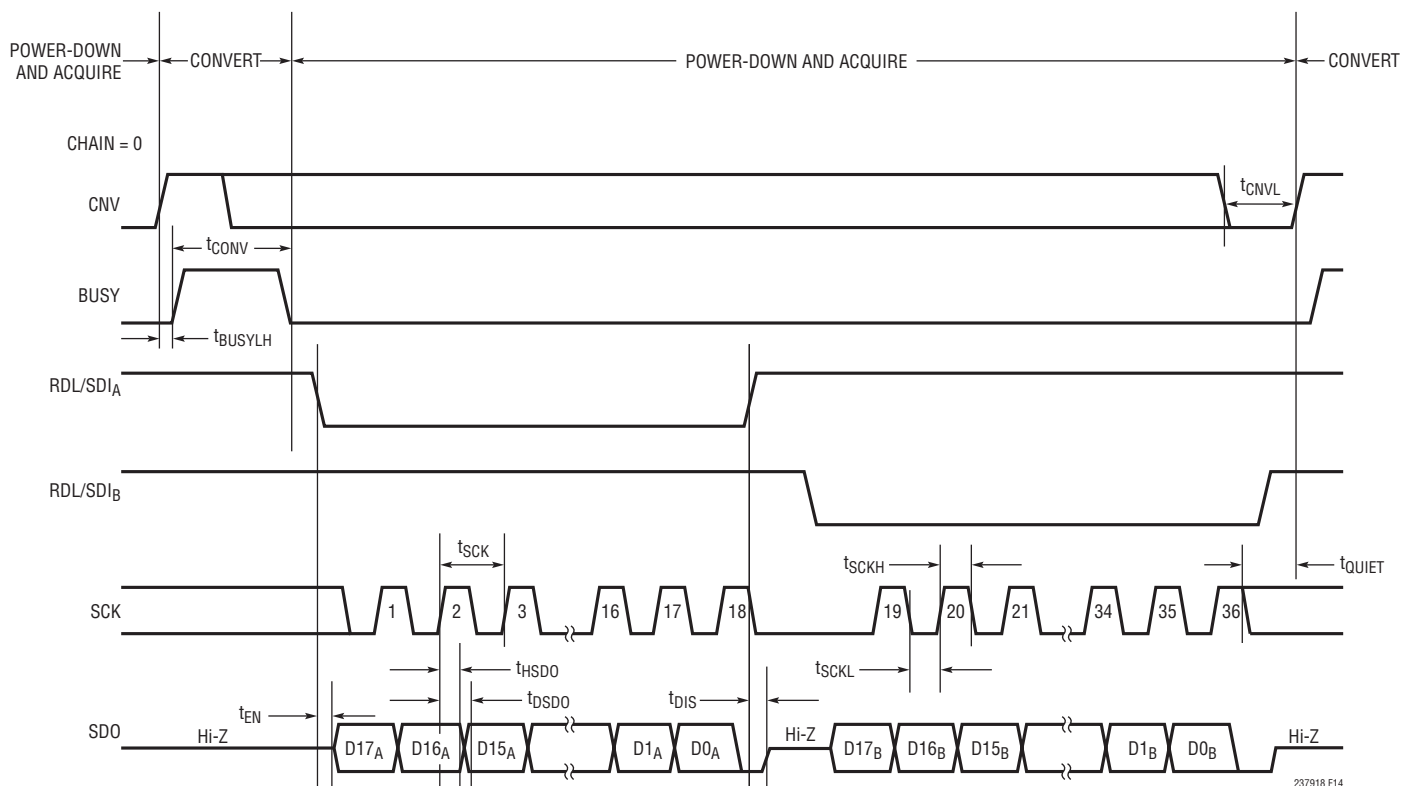 POWER-DOWN
AND ACQUIRE
CONVERT
POWER-DOWN AND ACQUIRE
CONVERT
CHAIN = 0
CNV
tCNVL
tCONV
BUSY
tBUSYLH
RDL/SDIA
RDL/SDIB
tSCK
tSCKH
tQUIET
SCK
1
2
3
16
17
18
19
20
21
34
35
36
tHSDO
tSCKL
tDSDO
tDIS
tEN
SDO
Hi-Z
D17A
D16A
D15A
D1A
D0A
Hi-Z
D17B
D16B
D15B
D1B
D0B
Hi-Z
237918 F14